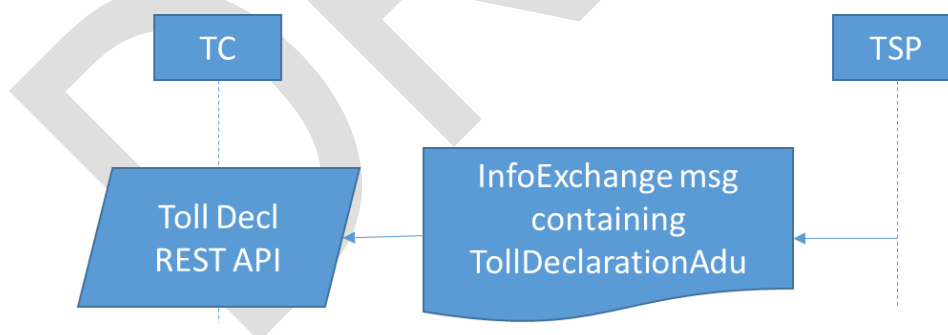 TC
TSP
InfoExchange msg
containing
TollDeclarationAdu
Toll Decl
REST API